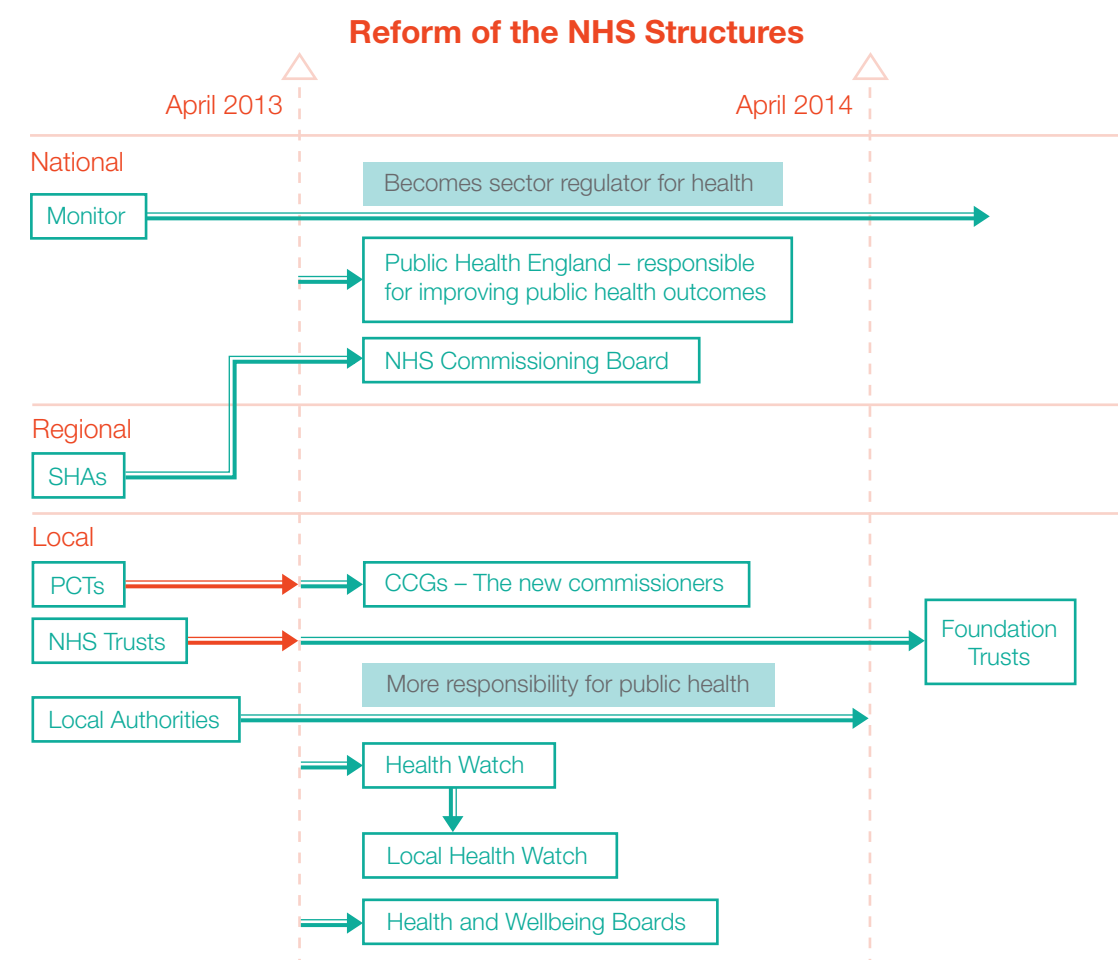 Reform of the NHS Structures
April 2013
April 2014
National
Becomes sector regulator for health
Monitor
Public Health England – responsible
for improving public health outcomes
NHS Commissioning Board
Regional
SHAs
Local
PCTs
CCGs – The new commissioners
NHS Trusts
Foundation
Trusts
More responsibility for public health
Local Authorities
Health Watch
Local Health Watch
Health and Wellbeing Boards